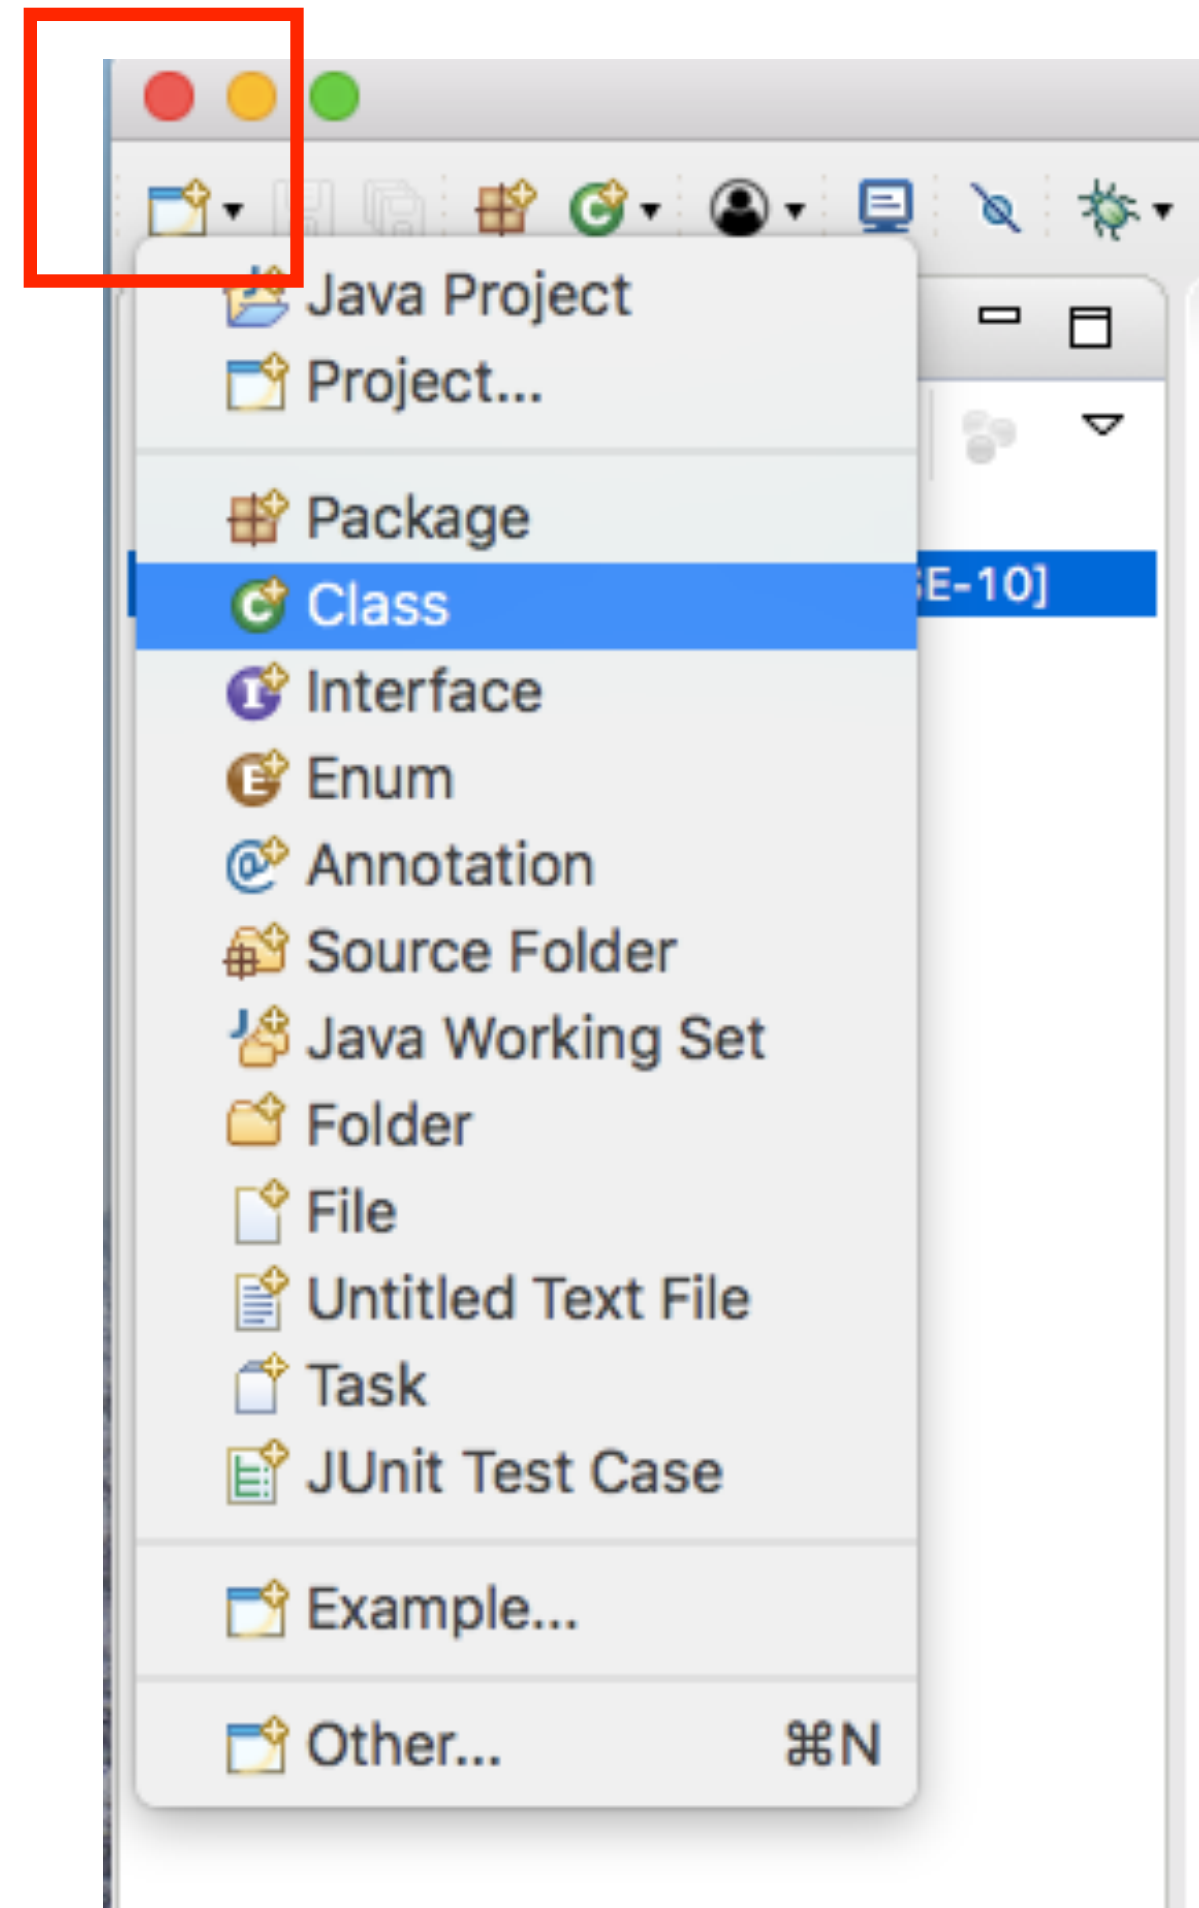 Java Project
Project...
Package
Class
E-10]
Interface
Enum
Annotation
Source Folder
Java Working Set
Folder
File
Untitled Text File
Task
JUnit Test Case
Example...
Other... ⌘N